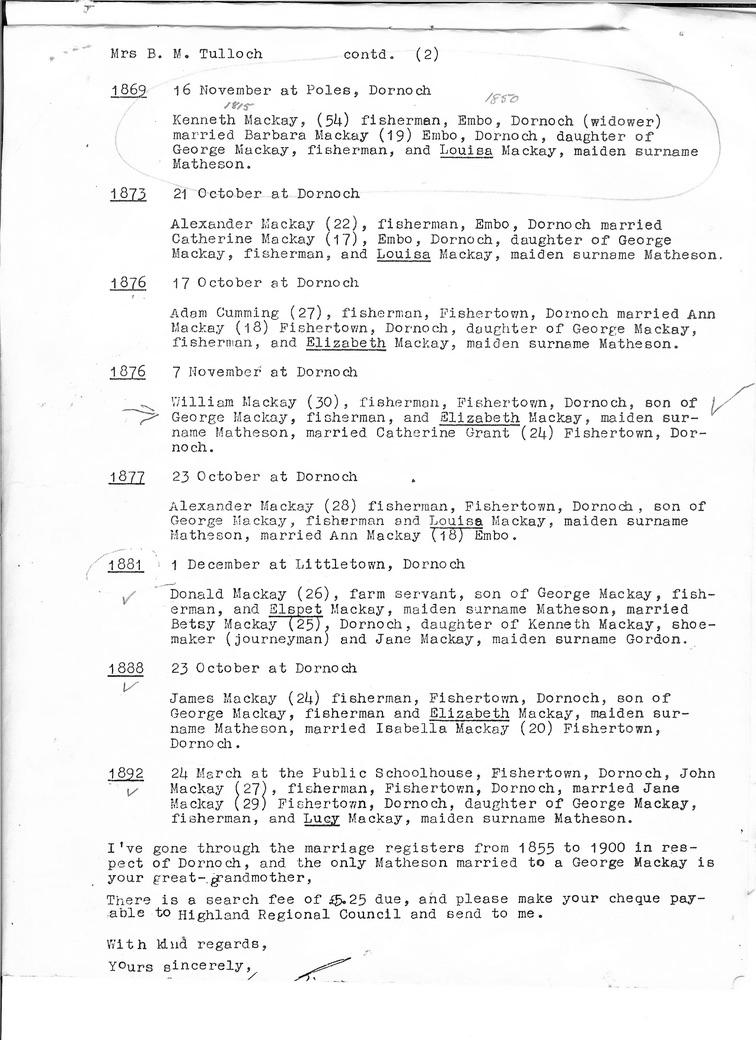 Mrs B. M. Tulloch contd. (2)
1869 16 November at Poles, Dornoch
1815 1850
Kenneth Mackay, (54) fisherman, Embo, Dornoch (widower)
married Barbara Mackay (19) Embo, Dornoch, daughter of
George Mackay, fisherman, and Louisa Mackay, maiden surname
Matheson.
1873 21 October at Dornoch
Alexander Mackay (22), fisherman, Embo, Dornoch married
Catherine Mackay (17), Embo, Dornoch, daughter of George
Mackay, fisherman, and Louisa Mackay, maiden surname Matheson.
1876 17 October at Dornoch
Adam Cumming (27), fisherman, Fishertown, Dornoch married Ann
Mackay (18) Fishertown, Dornoch, daughter of George Mackay,
fisherman, and Elizabeth Mackay, maiden surname Matheson.
1876 7 November at Dornoch
William Mackay (30), fisherman, Fishertown, Dornoch, son of
George Mackay, fisherman, and Elizabeth Mackay, maiden sur-
name Matheson, married Catherine Grant (24) Fishertown, Dor-
noch.
1877 23 October at Dornoch
Alexander Mackay (28) fisherman, Fishertown, Dornoch, son of
George Mackay, fisherman and Louisa Mackay, maiden surname
Matheson, married Ann Mackay (18) Embo.
1881 1 December at Littletown, Dornoch
Donald Mackay (26), farm servant, son of George Mackay, fish-
erman, and Elspet Mackay, maiden surname Matheson, married
Betsy Mackay (25), Dornoch, daughter of Kenneth Mackay, shoe-
maker (journeyman) and Jane Mackay, maiden surname Gordon.
1888 23 October at Dornoch
James Mackay (24) fisherman, Fishertown, Dornoch, son of
George Mackay, fisherman and Elizabeth Mackay, maiden sur-
name Matheson, married Isabella Mackay (20) Fishertown,
Dornoch.
1892 24 March at the Public Schoolhouse, Fishertown, Dornoch, John
Mackay (27), fisherman, Fishertown, Dornoch, married Jane
Mackay (29) Fishertown, Dornoch, daughter of George Mackay,
fisherman, and Lucy Mackay, maiden surname Matheson.
I've gone through the marriage registers from 1855 to 1900 in res-
pect of Dornoch, and the only Matheson married to a George Mackay is
your great-grandmother,
There is a search fee of £5.25 due, and please make your cheque pay-
able to Highland Regional Council and send to me.
With kind regards,
Yours sincerely,